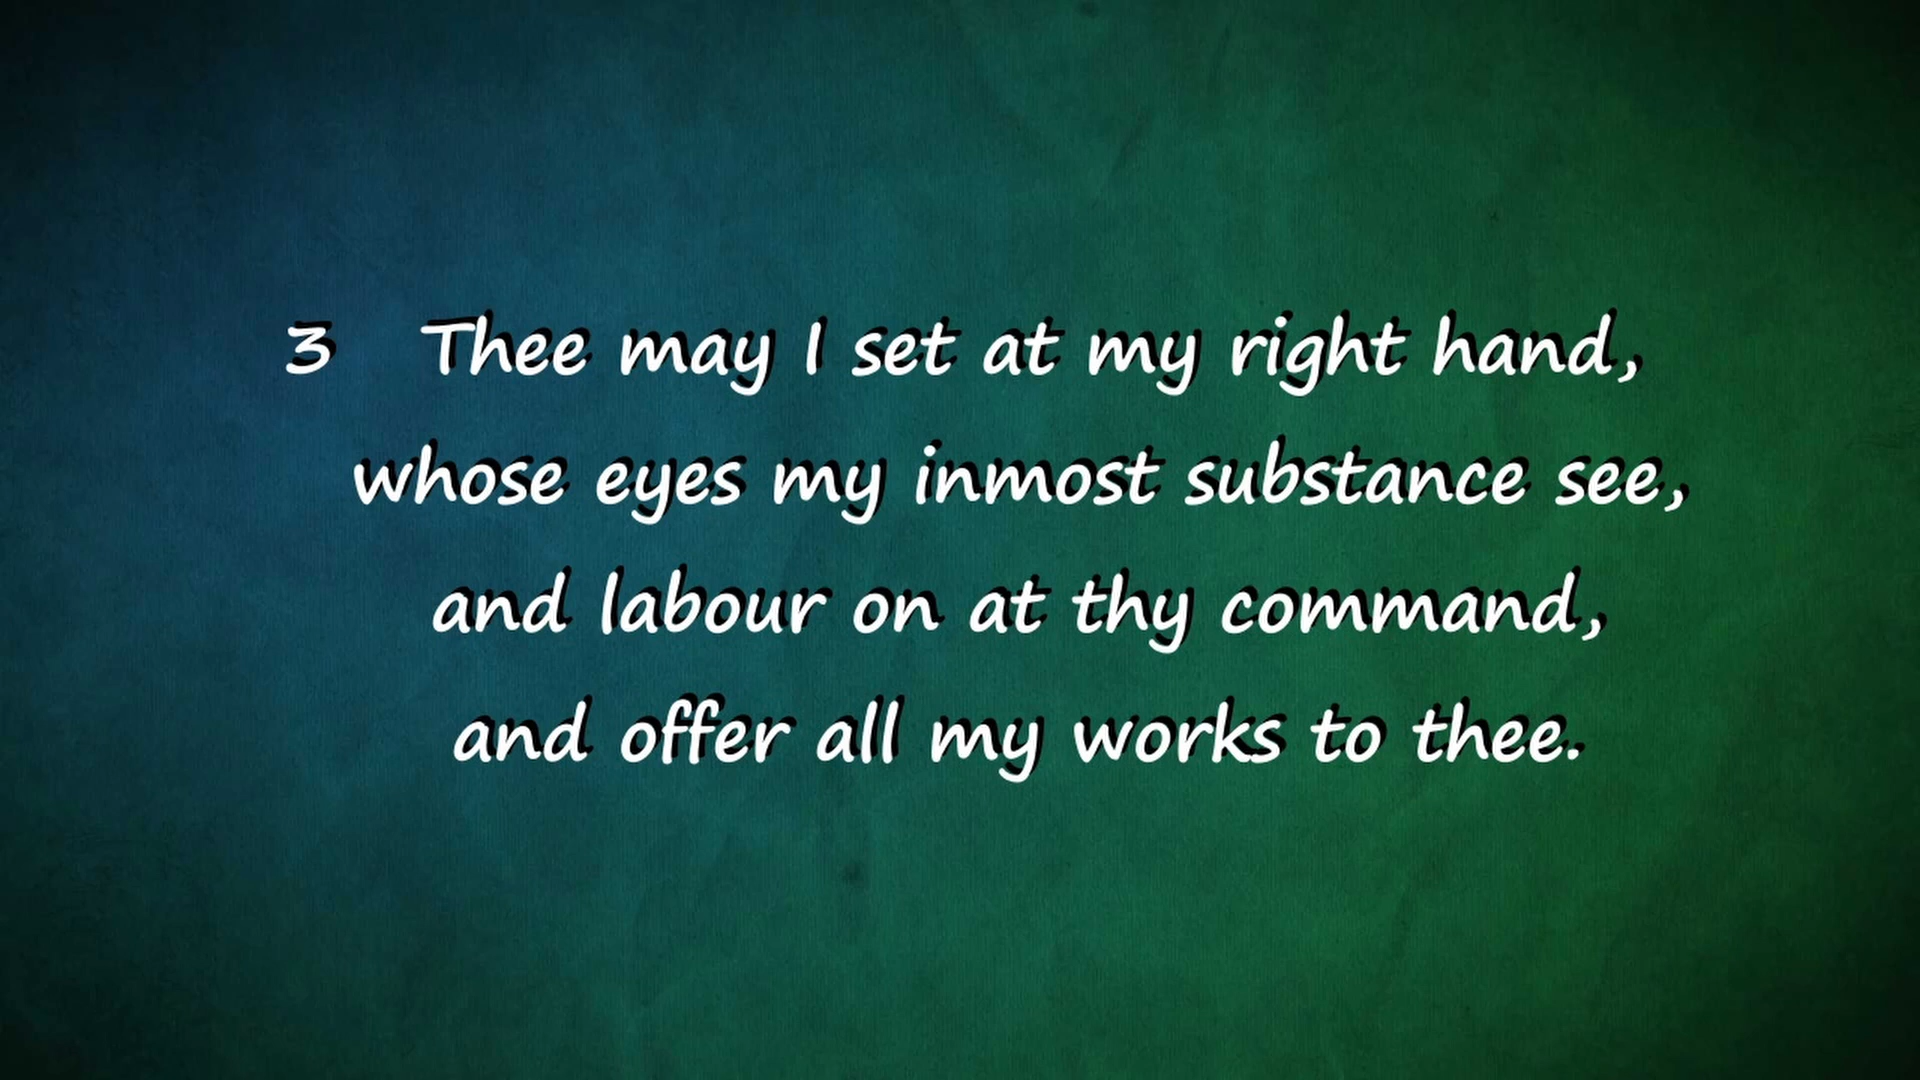 3 Thee may I set at my right hand,
whose eyes my inmost substance see,
and labour on at thy command,
and offer all my works to thee.